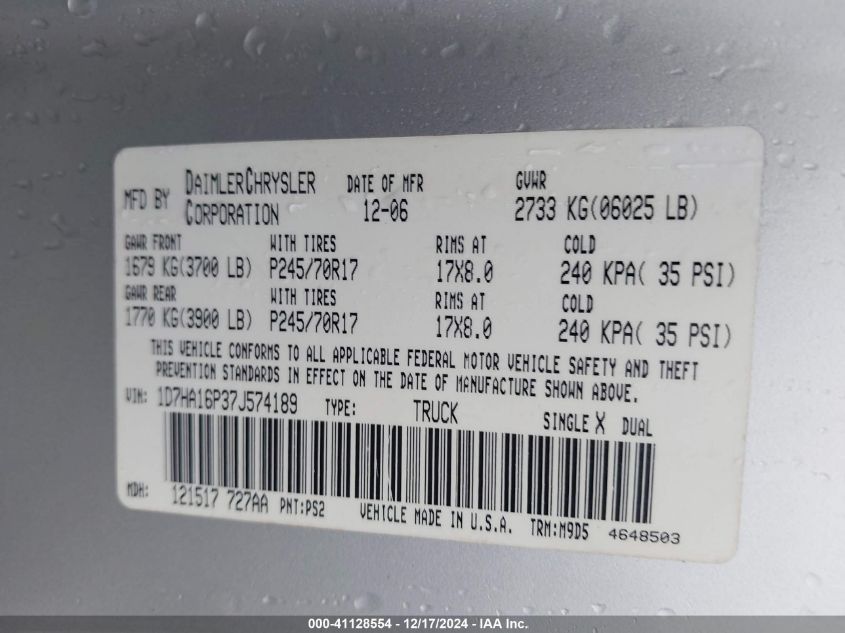 MFD BY DAIMLERCHRYSLER CORPORATION DATE OF MFR 12-06 GVWR 2733 KG(06025 LB)
GAWR FRONT WITH TIRES RIMS AT COLD
1679 KG(3700 LB) P245/70R17 17X8.0 240 KPA( 35 PSI)
GAWR REAR WITH TIRES RIMS AT COLD
1770 KG(3900 LB) P245/70R17 17X8.0 240 KPA( 35 PSI)
THIS VEHICLE CONFORMS TO ALL APPLICABLE FEDERAL MOTOR VEHICLE SAFETY AND THEFT
PREVENTION STANDARDS IN EFFECT ON THE DATE OF MANUFACTURE SHOWN ABOVE.
VIN: 1D7HA16P37J574189 TYPE: TRUCK SINGLE X DUAL
MDH: 121517 727AA PNT:PS2 VEHICLE MADE IN U.S.A. TRM:M9D5 4648503
000-41128554 - 12/17/2024 - IAA Inc.